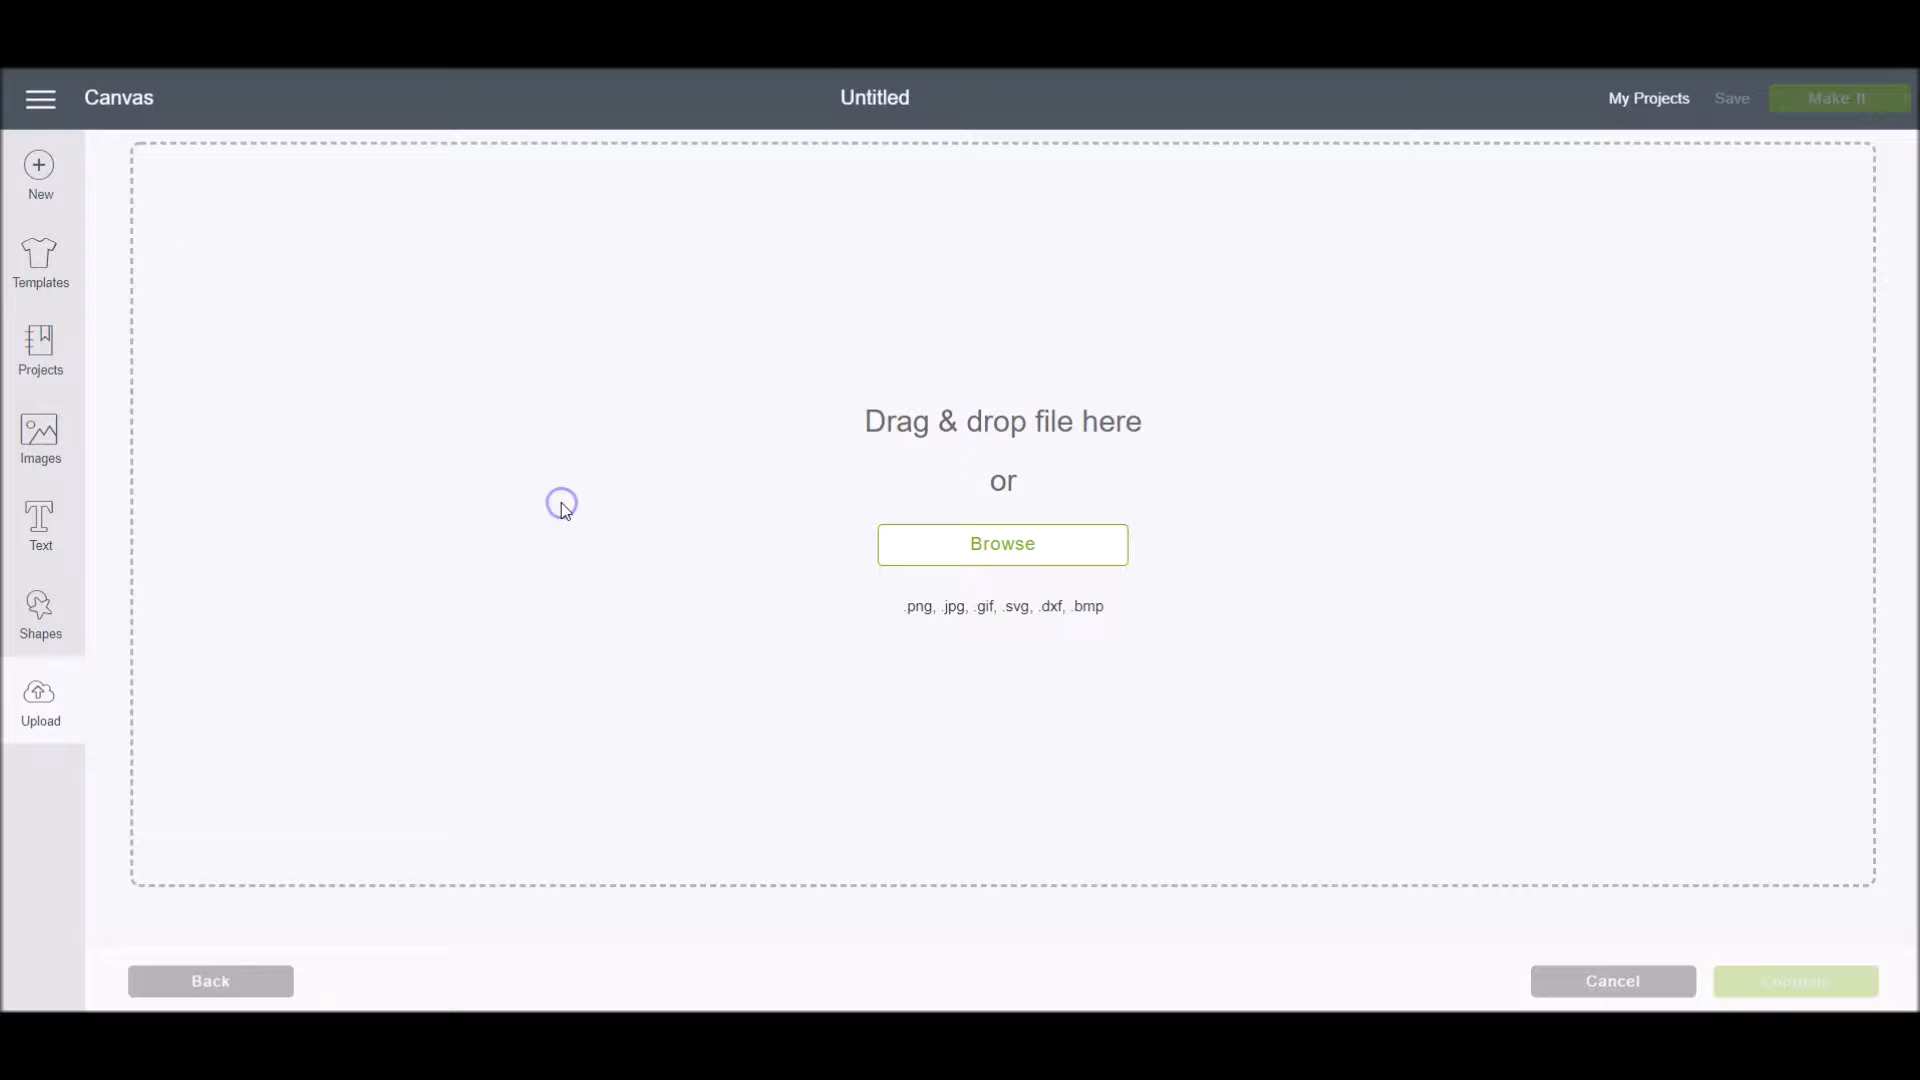 Canvas
Untitled
My Projects
Save
Make It
New
Templates
Projects
Images
Text
Shapes
Upload
Drag & drop file here
or
Browse
.png, .jpg, .gif, .svg, .dxf, .bmp
Back
Cancel